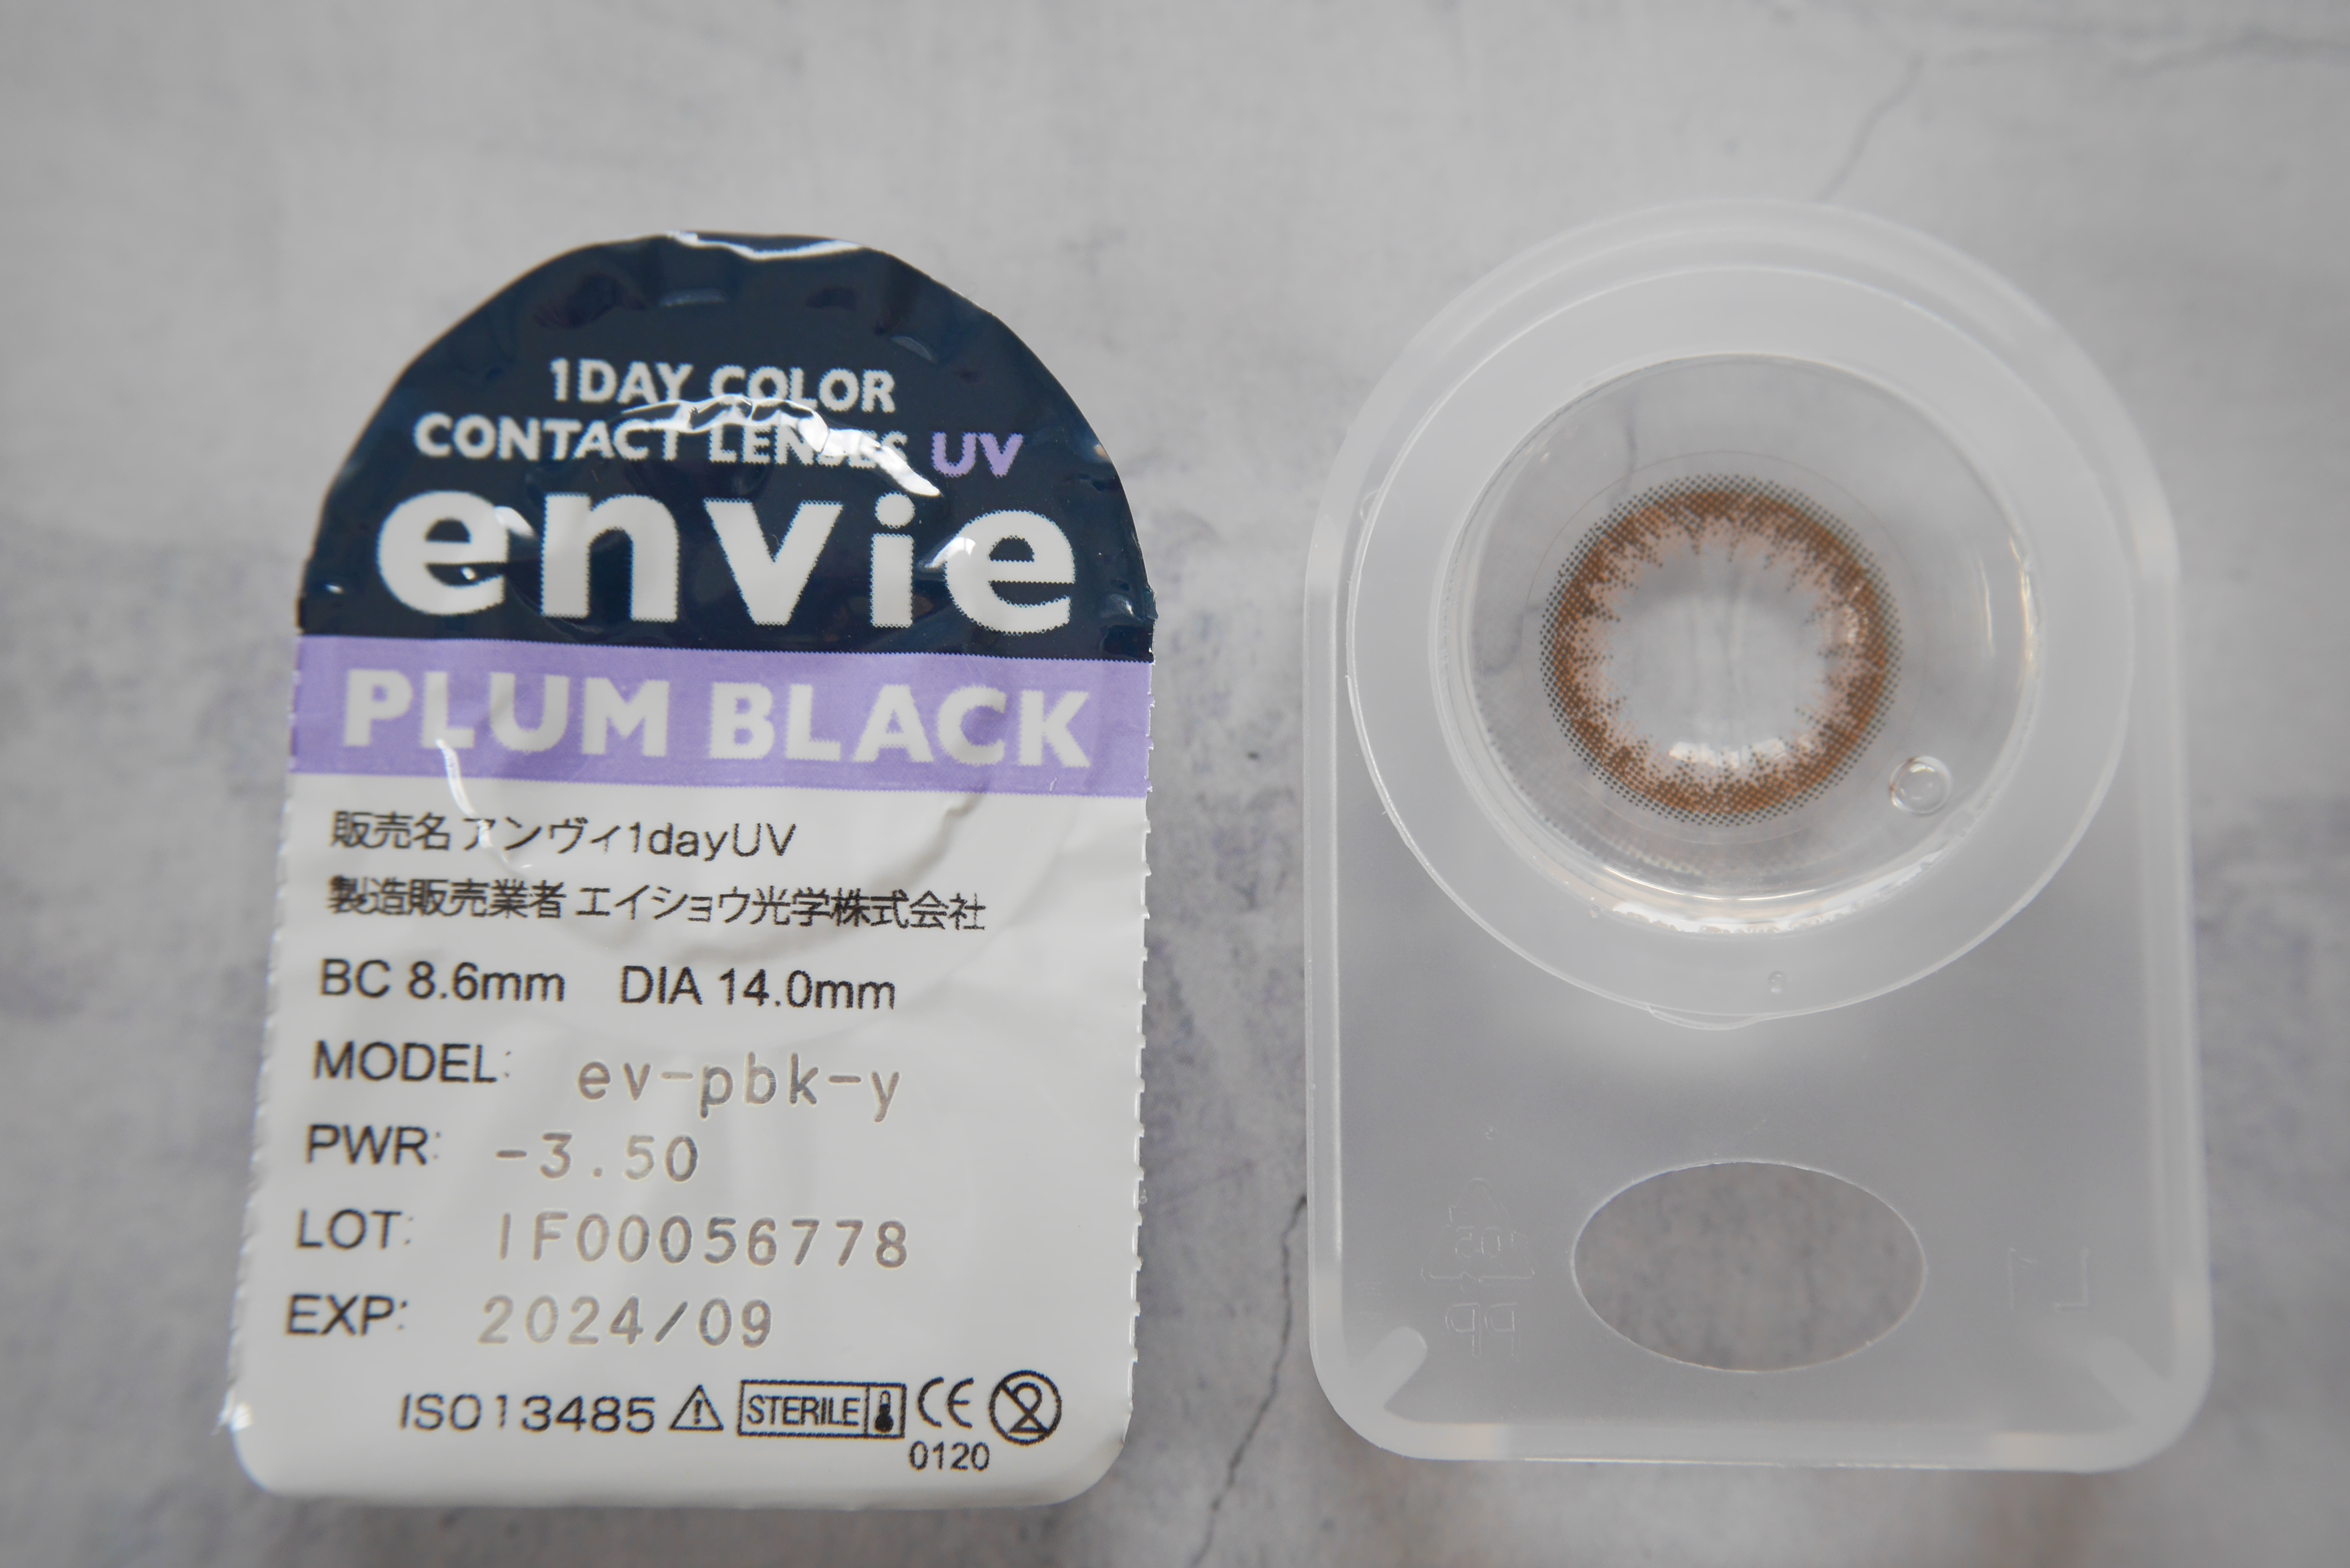 1DAY COLOR
CONTACT LENSES UV
envie
PLUM BLACK
販売名 アンヴィ1dayUV
製造販売業者 エイショウ光学株式会社
BC 8.6mm DIA 14.0mm
MODEL: ev-pbk-y
PWR: -3.50
LOT: IF00056778
EXP: 2024/09
ISO13485 STERILE CE 2
0120
PP
L1